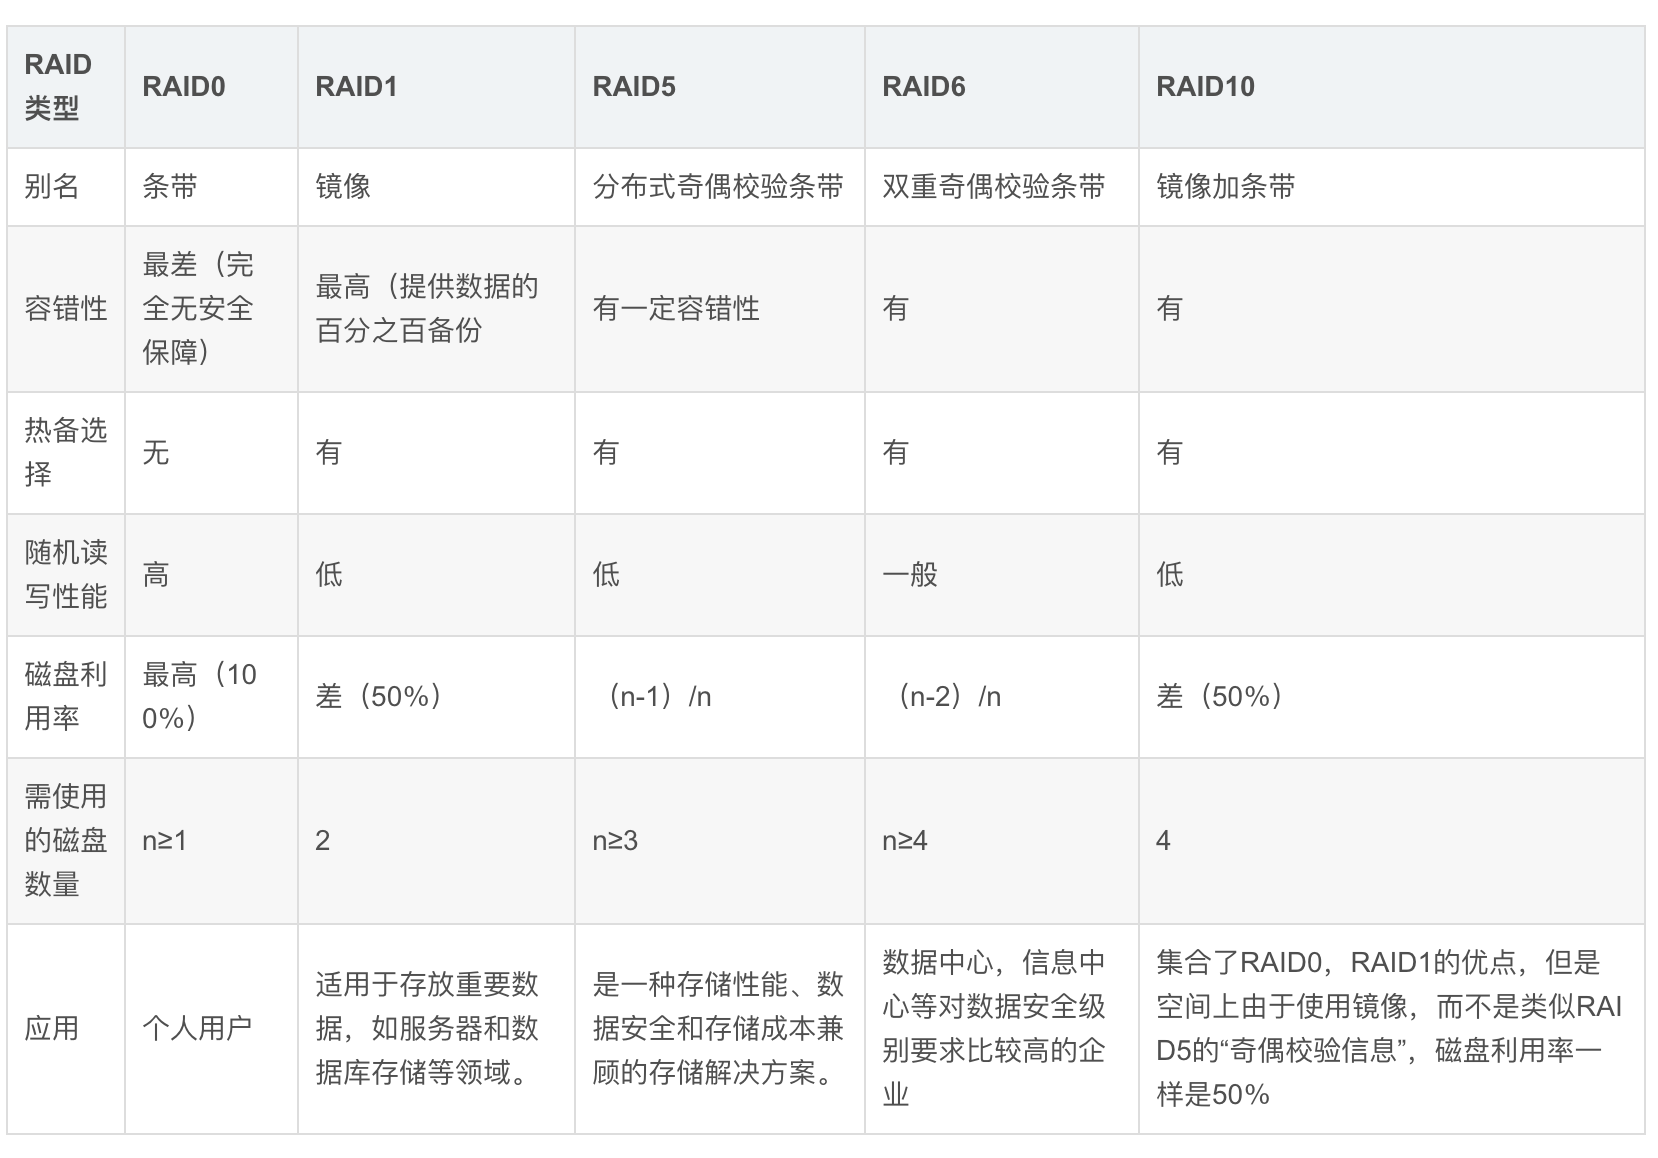 RAID
类型
RAID0
RAID1
RAID5
RAID6
RAID10
别名
条带
镜像
分布式奇偶校验条带
双重奇偶校验条带
镜像加条带
容错性
最差（完
全无安全
保障）
最高（提供数据的
百分之百备份
有一定容错性
有
有
热备选
择
无
有
有
有
有
随机读
写性能
高
低
低
一般
低
磁盘利
用率
最高（10
0%）
差（50%）
（n-1）/n
（n-2）/n
差（50%）
需使用
的磁盘
数量
n≥1
2
n≥3
n≥4
4
应用
个人用户
适用于存放重要数
据，如服务器和数
据库存储等领域。
是一种存储性能、数
据安全和存储成本兼
顾的存储解决方案。
数据中心，信息中
心等对数据安全级
别要求比较高的企
业
集合了RAID0，RAID1的优点，但是
空间上由于使用镜像，而不是类似RAI
D5的“奇偶校验信息”，磁盘利用率一
样是50%